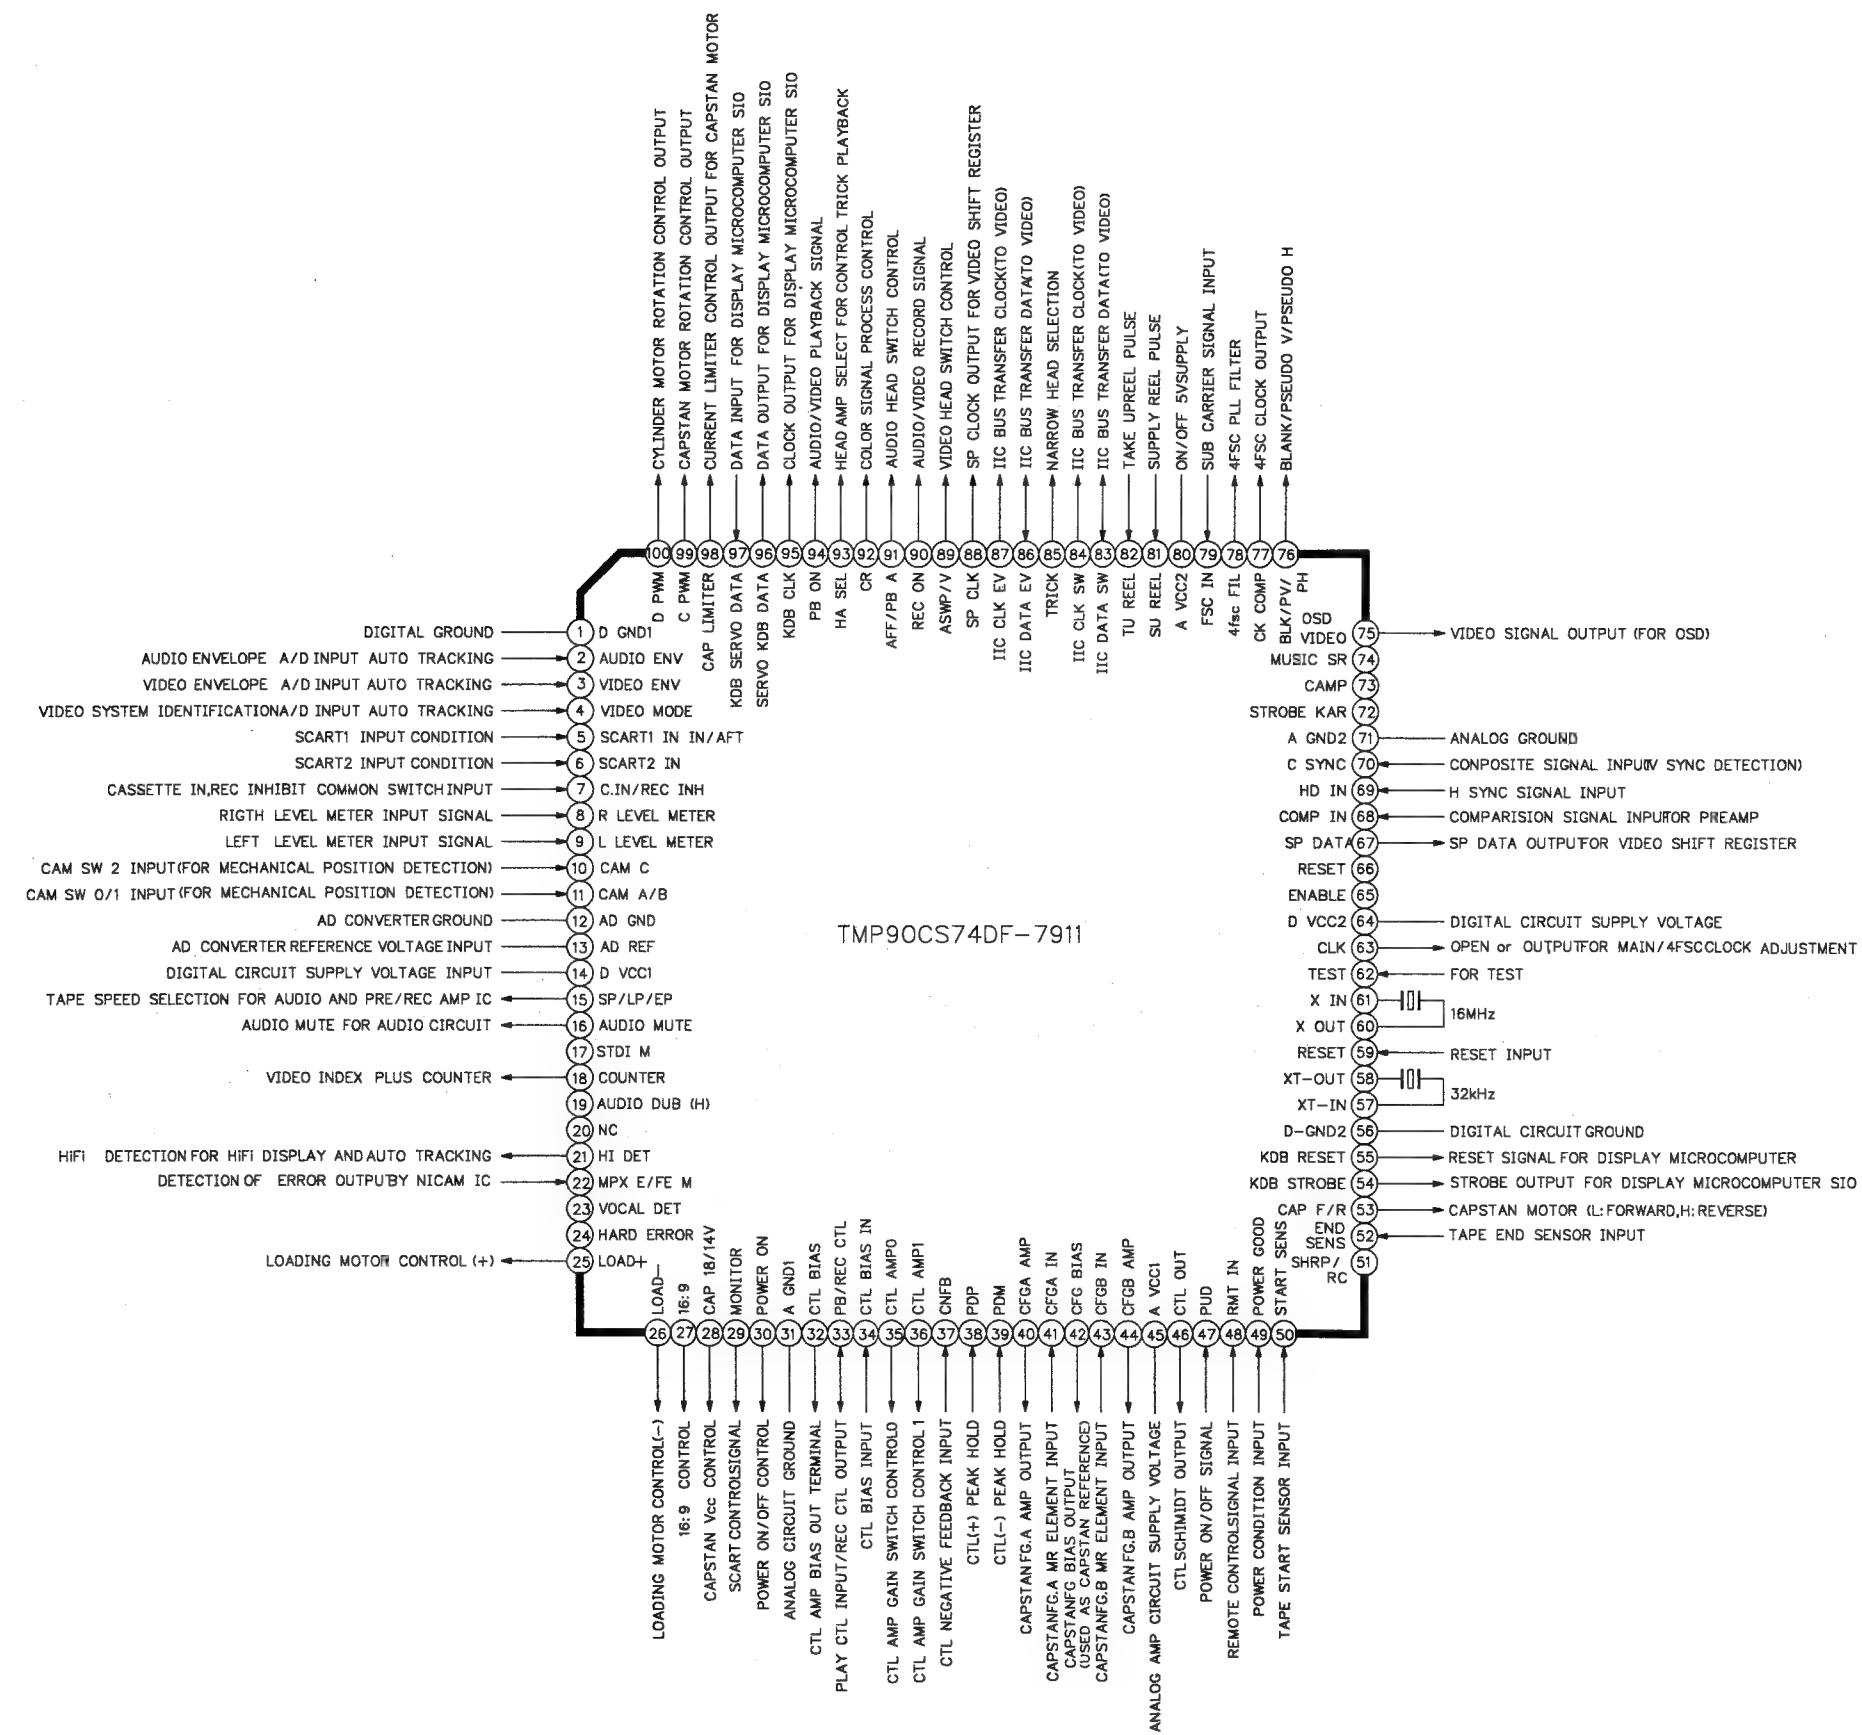 CYLINDER MOTOR ROTATION CONTROL OUTPUT
CAPSTAN MOTOR ROTATION CONTROL OUTPUT
CURRENT LIMITER CONTROL OUTPUT FOR CAPSTAN MOTOR
DATA INPUT FOR DISPLAY MICROCOMPUTER SIO
DATA OUTPUT FOR DISPLAY MICROCOMPUTER SIO
CLOCK OUTPUT FOR DISPLAY MICROCOMPUTER SIO
AUDIO/VIDEO PLAYBACK SIGNAL
HEAD AMP SELECT FOR CONTROL TRICK PLAYBACK
COLOR SIGNAL PROCESS CONTROL
AUDIO HEAD SWITCH CONTROL
AUDIO/VIDEO RECORD SIGNAL
VIDEO HEAD SWITCH CONTROL
SP CLOCK OUTPUT FOR VIDEO SHIFT REGISTER
IIC BUS TRANSFER CLOCK(TO VIDEO)
IIC BUS TRANSFER DATA(TO VIDEO)
NARROW HEAD SELECTION
IIC BUS TRANSFER CLOCK(TO VIDEO)
IIC BUS TRANSFER DATA(TO VIDEO)
TAKE UPREEL PULSE
SUPPLY REEL PULSE
ON/OFF 5VSUPPLY
SUB CARRIER SIGNAL INPUT
4FSC PLL FILTER
4FSC CLOCK OUTPUT
BLANK/PSEUDO V/PSEUDO H
100 99 98 97 96 95 94 93 92 91 90 89 88 87 86 85 84 83 82 81 80 79 78 77 76
D PWM
C PWM
CAP LIMITER
KDB SERVO DATA
SERVO KDB DATA
KDB CLK
PB ON
HA SEL
CR
AFF/PB A
REC ON
ASWP/V
SP CLK
IIC CLK EV
IIC DATA EV
TRICK
IIC CLK SW
IIC DATA SW
TU REEL
SU REEL
A VCC2
FSC IN
4fsc FIL
CK COMP
BLK/PV/
PH
DIGITAL GROUND 1 D GND1
AUDIO ENVELOPE A/D INPUT AUTO TRACKING 2 AUDIO ENV
VIDEO ENVELOPE A/D INPUT AUTO TRACKING 3 VIDEO ENV
VIDEO SYSTEM IDENTIFICATIONA/D INPUT AUTO TRACKING 4 VIDEO MODE
SCART1 INPUT CONDITION 5 SCART1 IN IN/AFT
SCART2 INPUT CONDITION 6 SCART2 IN
CASSETTE IN,REC INHIBIT COMMON SWITCH INPUT 7 C.IN/REC INH
RIGTH LEVEL METER INPUT SIGNAL 8 R LEVEL METER
LEFT LEVEL METER INPUT SIGNAL 9 L LEVEL METER
CAM SW 2 INPUT(FOR MECHANICAL POSITION DETECTION) 10 CAM C
CAM SW 0/1 INPUT(FOR MECHANICAL POSITION DETECTION) 11 CAM A/B
AD CONVERTER GROUND 12 AD GND
AD CONVERTER REFERENCE VOLTAGE INPUT 13 AD REF
DIGITAL CIRCUIT SUPPLY VOLTAGE INPUT 14 D VCC1
TAPE SPEED SELECTION FOR AUDIO AND PRE/REC AMP IC 15 SP/LP/EP
AUDIO MUTE FOR AUDIO CIRCUIT 16 AUDIO MUTE
17 STDI M
VIDEO INDEX PLUS COUNTER 18 COUNTER
19 AUDIO DUB (H)
20 NC
HiFi DETECTION FOR HiFi DISPLAY AND AUTO TRACKING 21 HI DET
DETECTION OF ERROR OUTPUTBY NICAM IC 22 MPX E/FE M
23 VOCAL DET
24 HARD ERROR
LOADING MOTOR CONTROL (+) 25 LOAD+
TMP90CS74DF-7911
OSD
VIDEO 75 VIDEO SIGNAL OUTPUT (FOR OSD)
MUSIC SR 74
CAMP 73
STROBE KAR 72
A GND2 71 ANALOG GROUND
C SYNC 70 CONPOSITE SIGNAL INPUT(V SYNC DETECTION)
HD IN 69 H SYNC SIGNAL INPUT
COMP IN 68 COMPARISION SIGNAL INPUTFOR PREAMP
SP DATA 67 SP DATA OUTPUTFOR VIDEO SHIFT REGISTER
RESET 66
ENABLE 65
D VCC2 64 DIGITAL CIRCUIT SUPPLY VOLTAGE
CLK 63 OPEN or OUTPUTFOR MAIN/4FSCCLOCK ADJUSTMENT
TEST 62 FOR TEST
X IN 61
16MHz
X OUT 60
RESET 59 RESET INPUT
XT-OUT 58
32kHz
XT-IN 57
D-GND2 56 DIGITAL CIRCUIT GROUND
KDB RESET 55 RESET SIGNAL FOR DISPLAY MICROCOMPUTER
KDB STROBE 54 STROBE OUTPUT FOR DISPLAY MICROCOMPUTER SIO
CAP F/R 53 CAPSTAN MOTOR (L:FORWARD,H:REVERSE)
END
SENS 52 TAPE END SENSOR INPUT
SHRP/
RC 51
LOAD-
16:9
CAP 18/14V
MONITOR
POWER ON
A GND1
CTL BIAS
PB/REC CTL
CTL BIAS IN
CTL AMP0
CTL AMP1
CNFB
PDP
PDM
CFGA AMP
CFGA IN
CFG BIAS
CFGB IN
CFGB AMP
A VCC1
CTL OUT
PUD
RMT IN
POWER GOOD
START SENS
26 27 28 29 30 31 32 33 34 35 36 37 38 39 40 41 42 43 44 45 46 47 48 49 50
LOADING MOTOR CONTROL(-)
16:9 CONTROL
CAPSTAN Vcc CONTROL
SCART CONTROLSIGNAL
POWER ON/OFF CONTROL
ANALOG CIRCUIT GROUND
CTL AMP BIAS OUT TERMINAL
PLAY CTL INPUT/REC CTL OUTPUT
CTL BIAS INPUT
CTL AMP GAIN SWITCH CONTROL0
CTL AMP GAIN SWITCH CONTROL1
CTL NEGATIVE FEEDBACK INPUT
CTL(+) PEAK HOLD
CTL(-) PEAK HOLD
CAPSTANFG.A AMP OUTPUT
CAPSTANFG.A MR ELEMENT INPUT
CAPSTANFG BIAS OUTPUT
(USED AS CAPSTAN REFERENCE)
CAPSTANFG.B MR ELEMENT INPUT
CAPSTANFG.B AMP OUTPUT
ANALOG AMP CIRCUIT SUPPLY VOLTAGE
CTLSCHIMIDT OUTPUT
POWER ON/OFF SIGNAL
REMOTE CONTROLSIGNAL INPUT
POWER CONDITION INPUT
TAPE START SENSOR INPUT